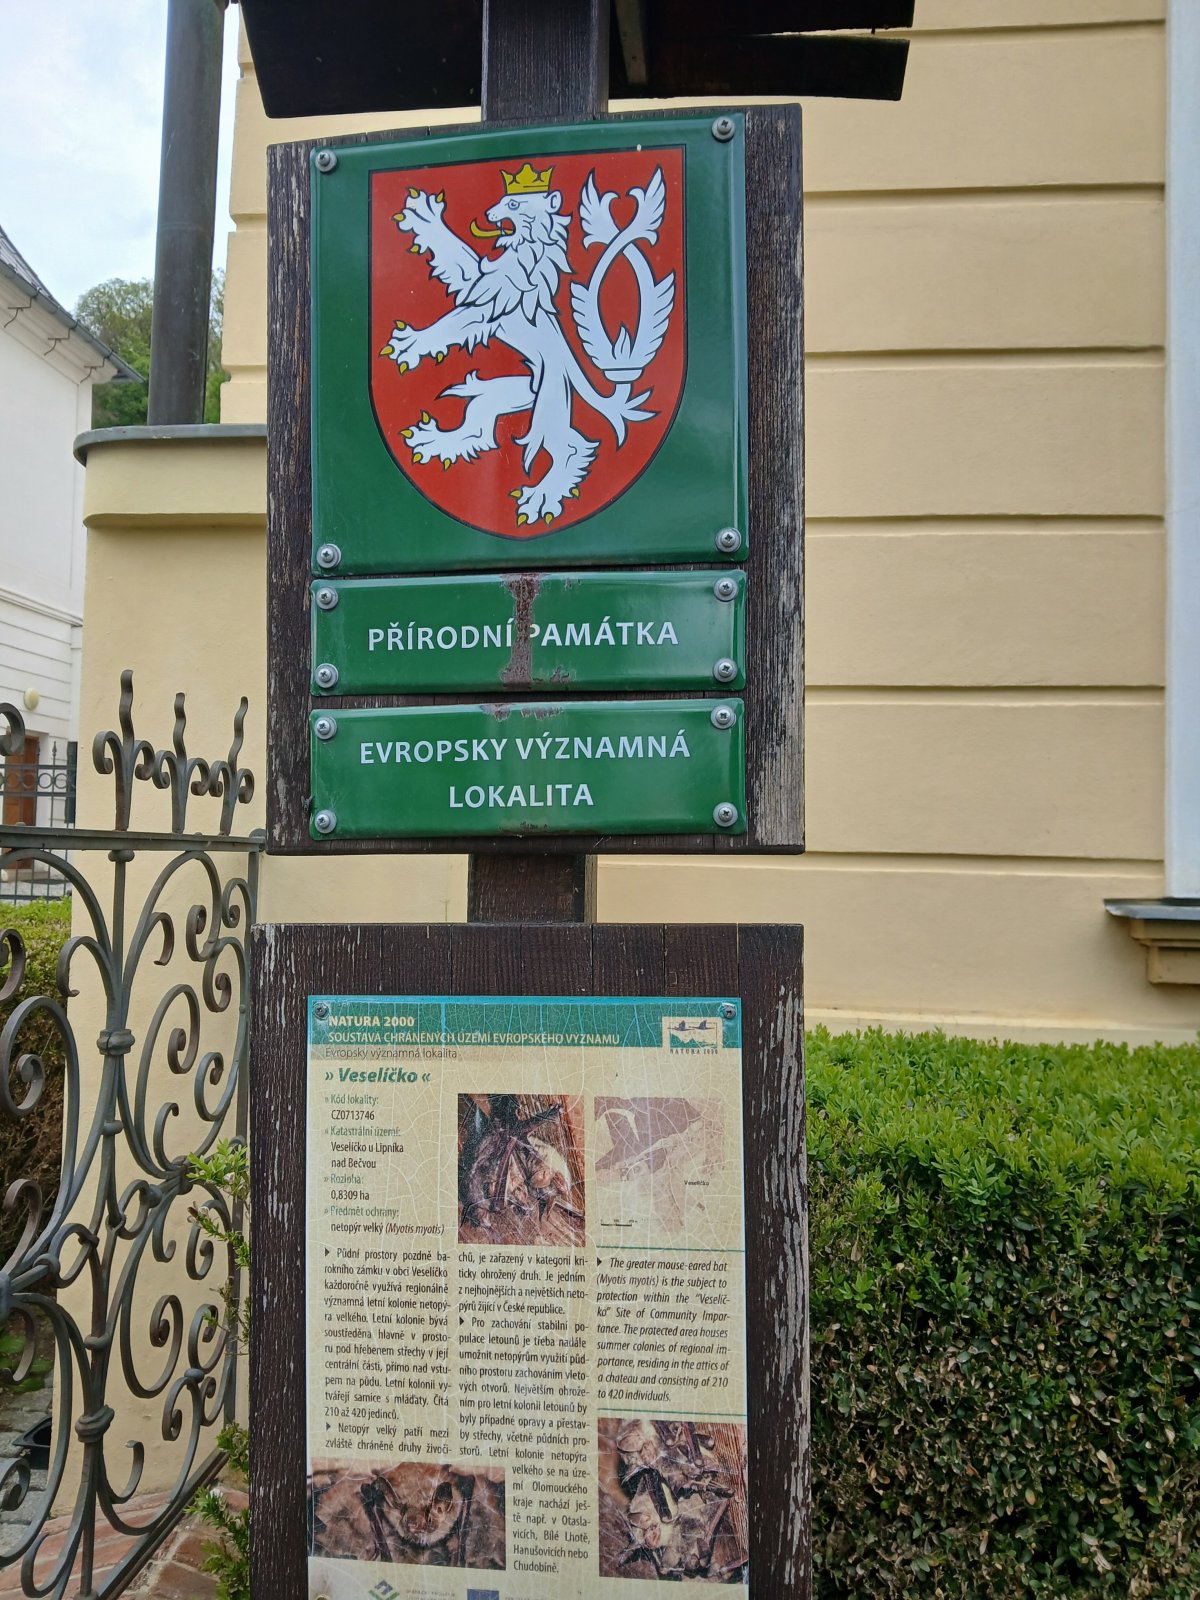 PŘÍRODNÍ PAMÁTKA
EVROPSKY VÝZNAMNÁ
LOKALITA
NATURA 2000
SOUSTAVA CHRÁNĚNÝCH ÚZEMÍ EVROPSKÉHO VÝZNAMU
Evropsky významná lokalita
» Veselíčko «
» Kód lokality:
CZ0713746
» Katastrální území:
Veselíčko u Lipníka
nad Bečvou
» Rozloha:
0,8309 ha
» Předmět ochrany:
netopýr velký (Myotis myotis)
NATURA 2000
Veselíčko
Půdní prostory pozdně ba-
rokního zámku v obci Veselíčko
každoročně využívá regionálně
významná letní kolonie netopý-
ra velkého. Letní kolonie bývá
soustředěna hlavně v prosto-
ru pod hřebenem střechy v její
centrální části, přímo nad vstu-
pem na půdu. Letní kolonii vy-
tvářejí samice s mláďaty. Čítá
210 až 420 jedinců.
Netopýr velký patří mezi
zvláště chráněné druhy živoči-
chů, je zařazený v kategorii kri-
ticky ohrožený druh. Je jedním
z nejhojnějších a největších neto-
pýrů žijící v České republice.
Pro zachování stabilní po-
pulace letounů je třeba nadále
umožnit netopýrům využití půd-
ního prostoru zachováním vleto-
vých otvorů. Největším ohrože-
ním pro letní kolonii letounů by
byly případné opravy a přestav-
by střechy, včetně půdních pro-
storů. Letní kolonie netopýra
velkého se na úze-
mí Olomouckého
kraje nachází ješ-
tě např. v Otasla-
vicích, Bílé Lhotě,
Hanušovicích nebo
Chudobíně.
The greater mouse-eared bat
(Myotis myotis) is the subject to
protection within the "Veselíč-
ko" Site of Community Impor-
tance. The protected area houses
summer colonies of regional im-
portance, residing in the attics of
a chateau and consisting of 210
to 420 individuals.